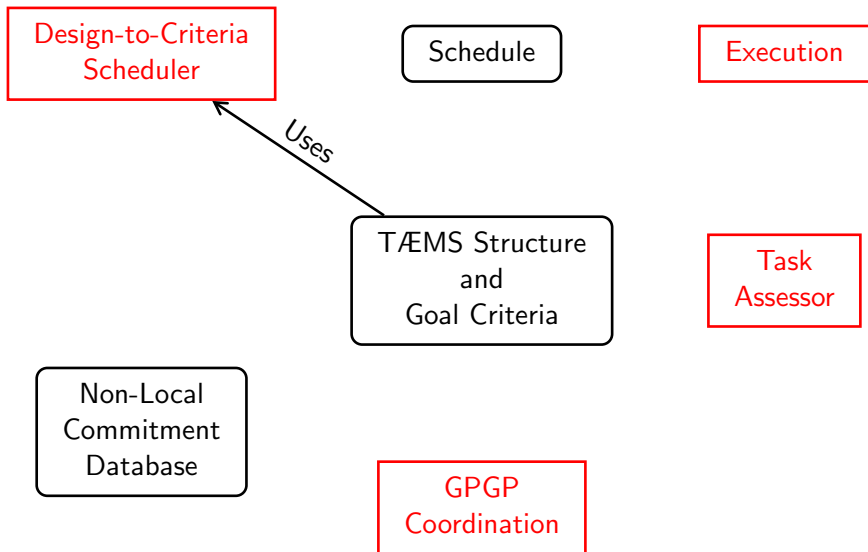 Design-to-Criteria
Scheduler
Schedule
Execution
Uses
TÆMS Structure
and
Goal Criteria
Task
Assessor
Non-Local
Commitment
Database
GPGP
Coordination